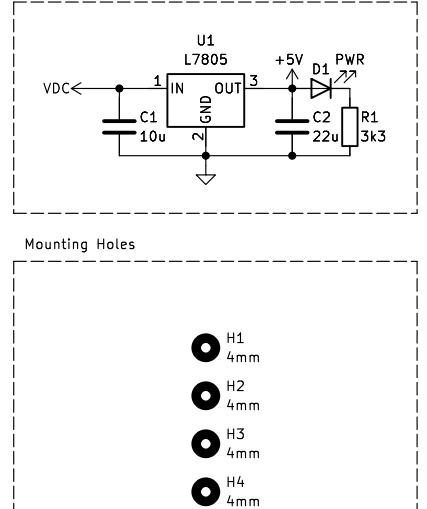 U1
L7805
+5V
D1
PWR
VDC
1
IN
OUT
3
GND
2
C1
10u
C2
22u
R1
3k3
Mounting Holes
H1
4mm
H2
4mm
H3
4mm
H4
4mm